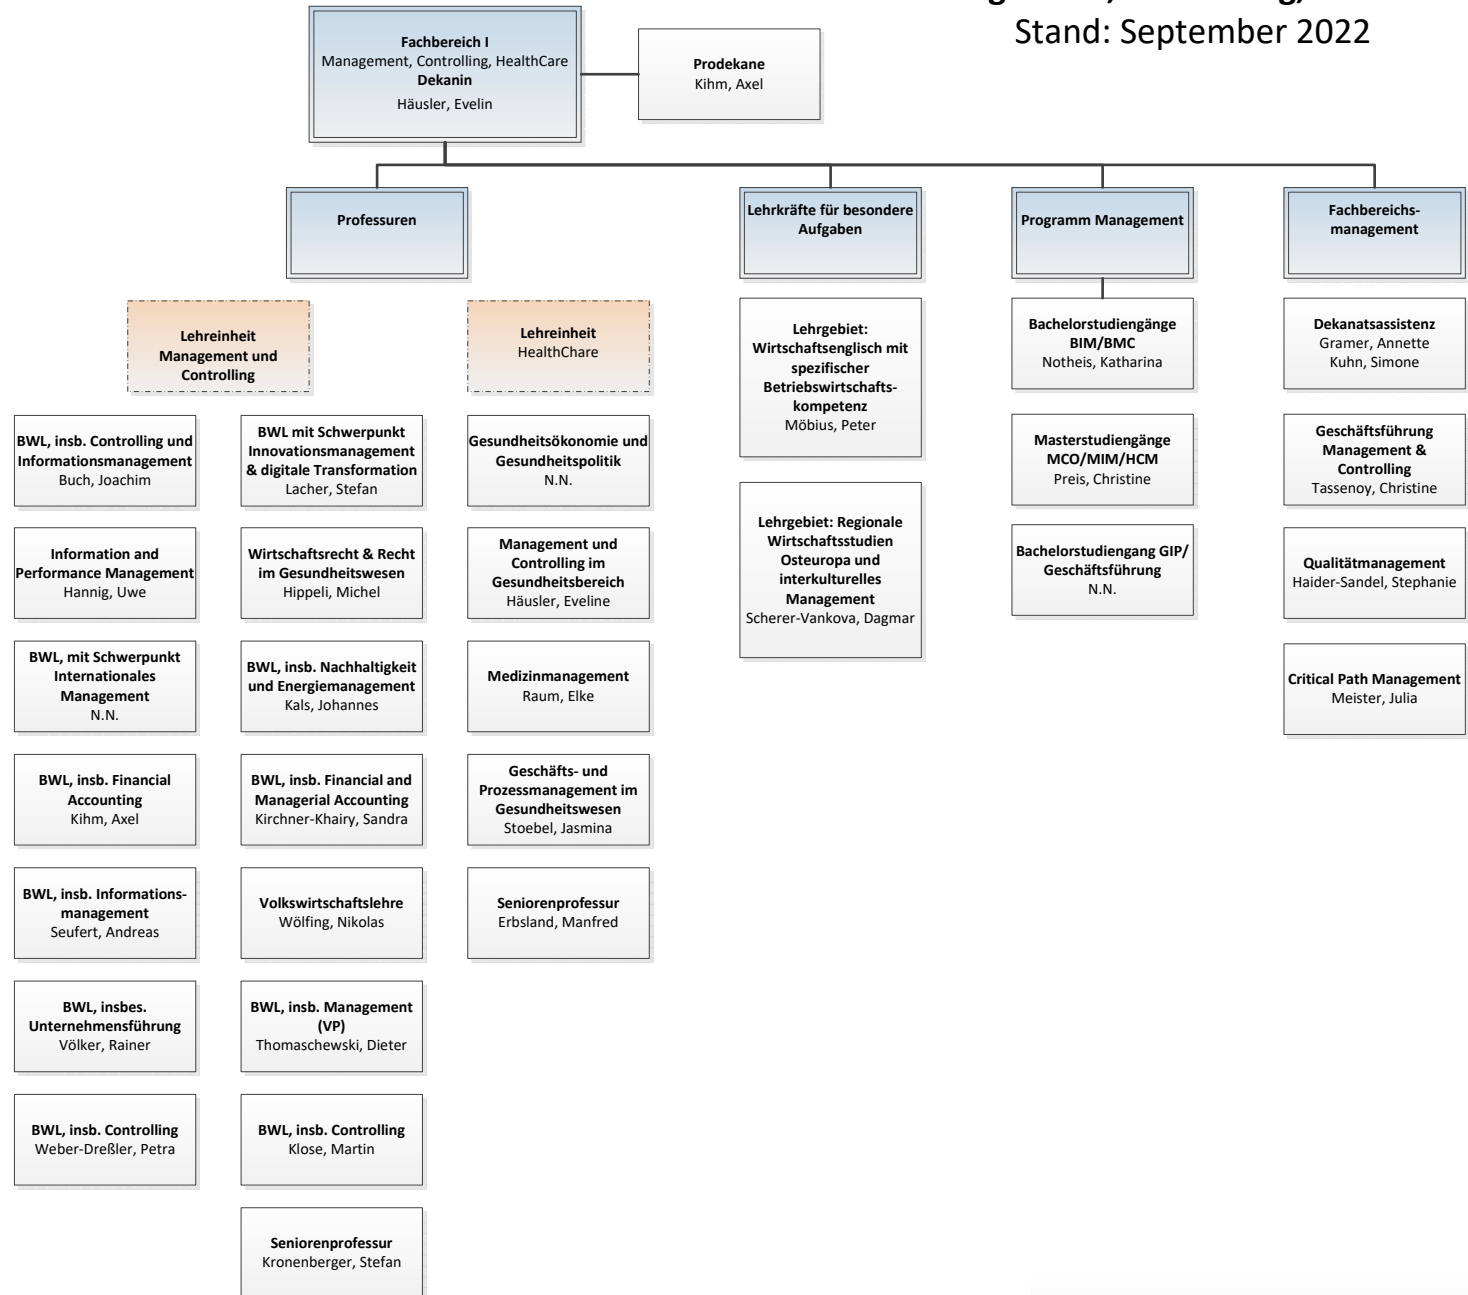 Stand: September 2022
Fachbereich I
Management, Controlling, HealthCare
Dekanin
Häusler, Evelin
Prodekane
Kihm, Axel
Professuren
Lehrkräfte für besondere
Aufgaben
Programm Management
Fachbereichs-
management
Lehreinheit
Management und
Controlling
Lehreinheit
HealthChare
BWL, insb. Controlling und
Informationsmanagement
Buch, Joachim
Information and
Performance Management
Hannig, Uwe
BWL, mit Schwerpunkt
Internationales
Management
N.N.
BWL, insb. Financial
Accounting
Kihm, Axel
BWL, insb. Informations-
management
Seufert, Andreas
BWL, insbes.
Unternehmensführung
Völker, Rainer
BWL, insb. Controlling
Weber-Dreßler, Petra
BWL mit Schwerpunkt
Innovationsmanagement
& digitale Transformation
Lacher, Stefan
Wirtschaftsrecht & Recht
im Gesundheitswesen
Hippeli, Michel
BWL, insb. Nachhaltigkeit
und Energiemanagement
Kals, Johannes
BWL, insb. Financial and
Managerial Accounting
Kirchner-Khairy, Sandra
Volkswirtschaftslehre
Wölfing, Nikolas
BWL, insb. Management
(VP)
Thomaschewski, Dieter
BWL, insb. Controlling
Klose, Martin
Seniorenprofessur
Kronenberger, Stefan
Gesundheitsökonomie und
Gesundheitspolitik
N.N.
Management und
Controlling im
Gesundheitsbereich
Häusler, Eveline
Medizinmanagement
Raum, Elke
Geschäfts- und
Prozessmanagement im
Gesundheitswesen
Stoebel, Jasmina
Seniorenprofessur
Erbsland, Manfred
Lehrgebiet:
Wirtschaftsenglisch mit
spezifischer
Betriebswirtschafts-
kompetenz
Möbius, Peter
Lehrgebiet: Regionale
Wirtschaftsstudien
Osteuropa und
interkulturelles
Management
Scherer-Vankova, Dagmar
Bachelorstudiengänge
BIM/BMC
Notheis, Katharina
Masterstudiengänge
MCO/MIM/HCM
Preis, Christine
Bachelorstudiengang GIP/
Geschäftsführung
N.N.
Dekanatsassistenz
Gramer, Annette
Kuhn, Simone
Geschäftsführung
Management &
Controlling
Tassenoy, Christine
Qualitätmanagement
Haider-Sandel, Stephanie
Critical Path Management
Meister, Julia